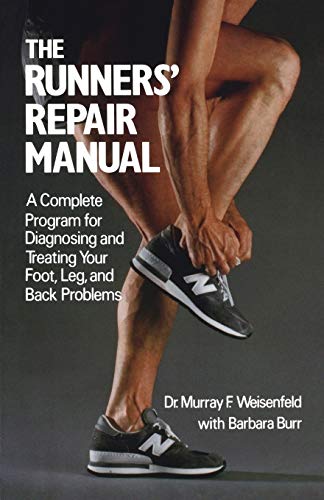 THE
RUNNERS'
REPAIR
MANUAL
A Complete
Program for
Diagnosing and
Treating Your
Foot, Leg, and
Back Problems
N
Dr. Murray F. Weisenfeld
with Barbara Burr
N